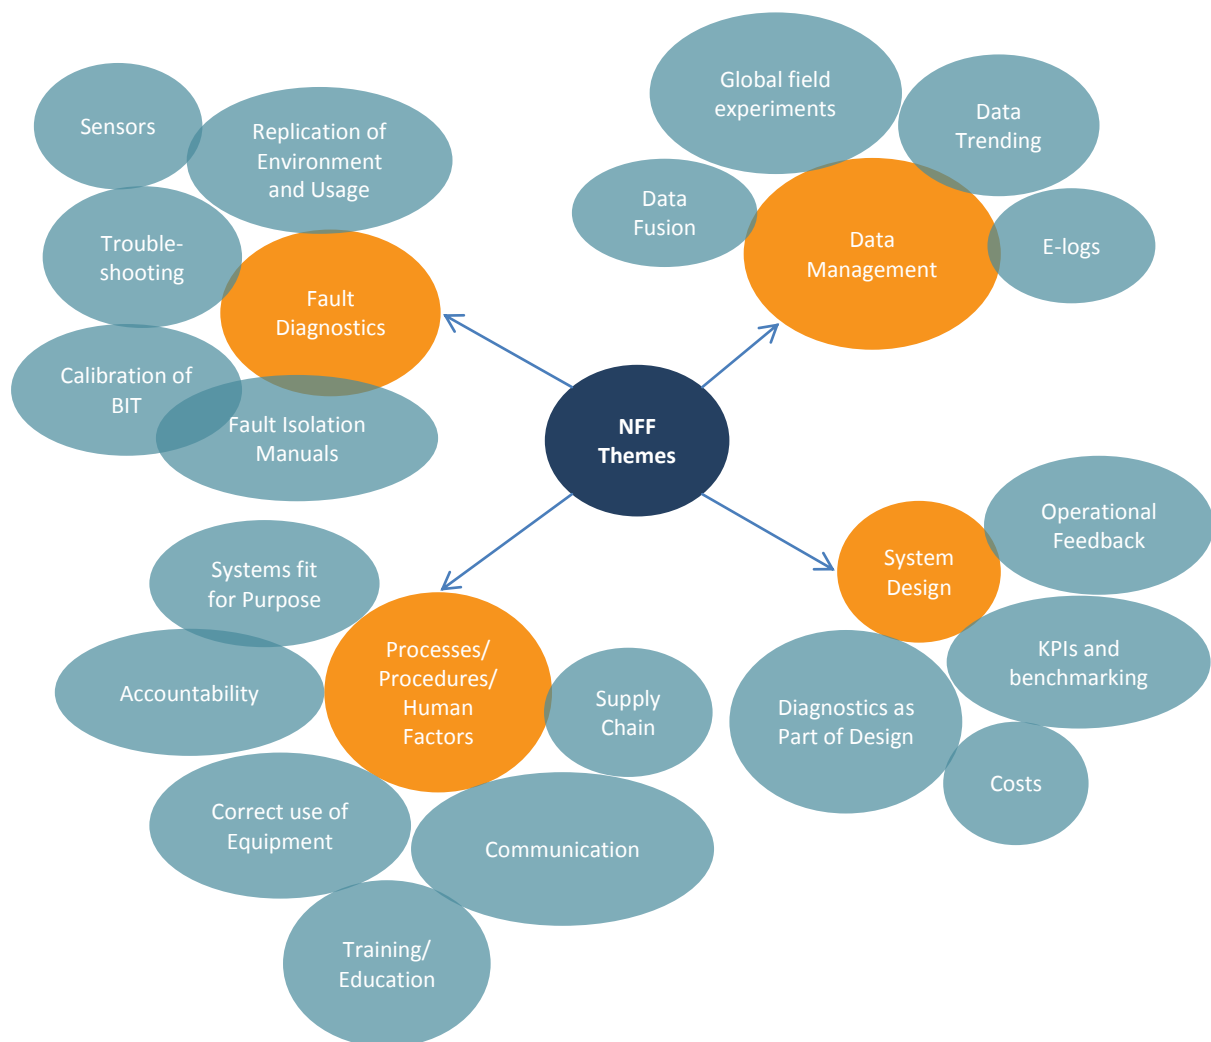 Sensors
Replication of
Environment
and Usage
Trouble-
shooting
Fault
Diagnostics
Calibration of
BIT
Fault Isolation
Manuals
Global field
experiments
Data
Trending
Data
Fusion
Data
Management
E-logs
NFF
Themes
Operational
Feedback
System
Design
KPIs and
benchmarking
Diagnostics as
Part of Design
Costs
Systems fit
for Purpose
Accountability
Processes/
Procedures/
Human
Factors
Supply
Chain
Correct use of
Equipment
Communication
Training/
Education